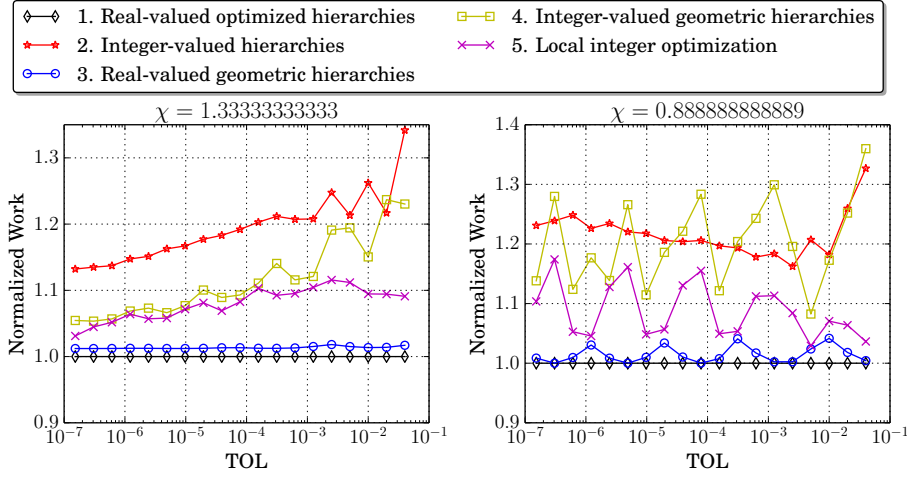 1. Real-valued optimized hierarchies
2. Integer-valued hierarchies
3. Real-valued geometric hierarchies
4. Integer-valued geometric hierarchies
5. Local integer optimization
χ = 1.33333333333
Normalized Work
1.3
1.2
1.1
1.0
0.9
10⁻⁷ 10⁻⁶ 10⁻⁵ 10⁻⁴ 10⁻³ 10⁻² 10⁻¹
TOL
χ = 0.888888888889
Normalized Work
1.4
1.3
1.2
1.1
1.0
0.9
10⁻⁷ 10⁻⁶ 10⁻⁵ 10⁻⁴ 10⁻³ 10⁻² 10⁻¹
TOL